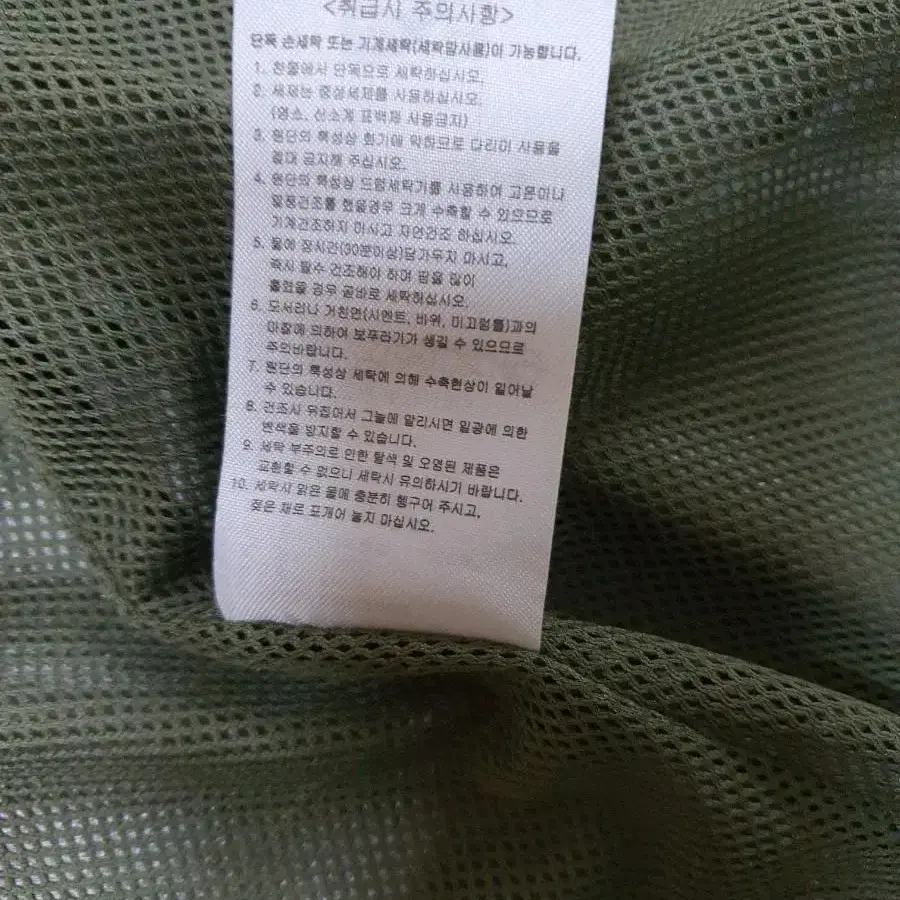 <취급시 주의사항>
단독 손세탁 또는 기계세탁(세탁망사용)이 가능합니다.
1. 찬물에서 단독으로 세탁하십시오.
2. 세제는 중성세제를 사용하십시오.
(염소, 산소계 표백제 사용금지)
3. 원단의 특성상 화기에 약하므로 다리미 사용을
절대 금지해 주십시오.
4. 원단의 특성상 드럼세탁기를 사용하여 고온이나
열풍건조를 했을경우 크게 수축할 수 있으므로
기계건조하지 마시고 자연건조 하십시오.
5. 물에 장시간(30분이상)담가두지 마시고,
즉시 탈수 건조해야 하며 땀을 많이
흘렸을 경우 곧바로 세탁하십시오.
6. 모서리나 거친면(시멘트, 바위, 미끄럼틀)과의
마찰에 의하여 보푸라기가 생길 수 있으므로
주의바랍니다.
7. 원단의 특성상 세탁에 의해 수축현상이 일어날
수 있습니다.
8. 건조시 뒤집어서 그늘에 말리시면 일광에 의한
변색을 방지할 수 있습니다.
9. 세탁 부주의로 인한 탈색 및 오염된 제품은
교환할 수 없으니 세탁시 유의하시기 바랍니다.
10. 세탁시 맑은 물에 충분히 헹구어 주시고,
젖은 채로 포개어 놓지 마십시오.